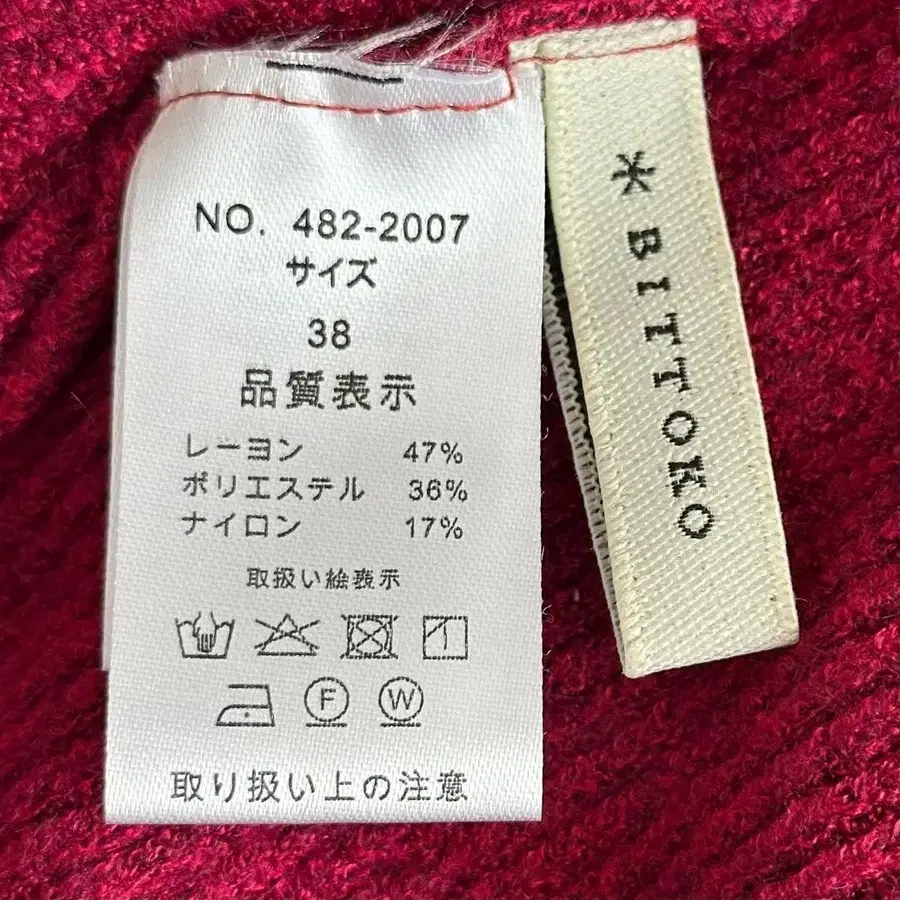 NO. 482-2007
サイズ
38
品質表示
レーヨン 47%
ポリエステル 36%
ナイロン 17%
取扱い絵表示
F W
取り扱い上の注意
*BITTOKO